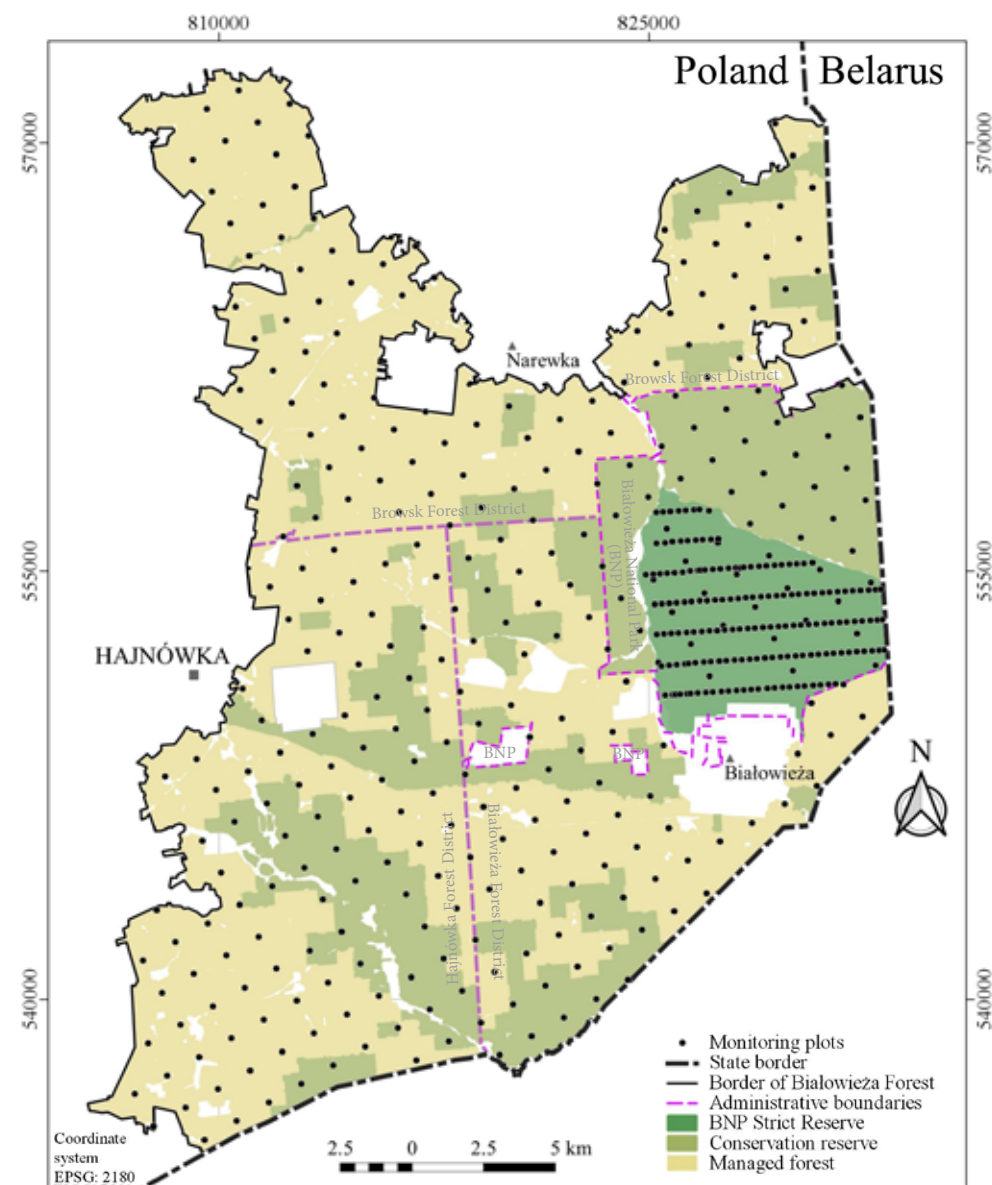 810000
825000
Poland
Belarus
570000
570000
Narewka
Browsk Forest District
Browsk Forest District
Białowieża National Park
(BNP)
555000
555000
HAJNÓWKA
BNP
BNP
Białowieża
N
Hajnówka Forest District
Białowieża Forest District
540000
540000
Monitoring plots
State border
Border of Białowieża Forest
Administrative boundaries
BNP Strict Reserve
Conservation reserve
Managed forest
Coordinate
system
EPSG: 2180
2.5 0 2.5 5 km